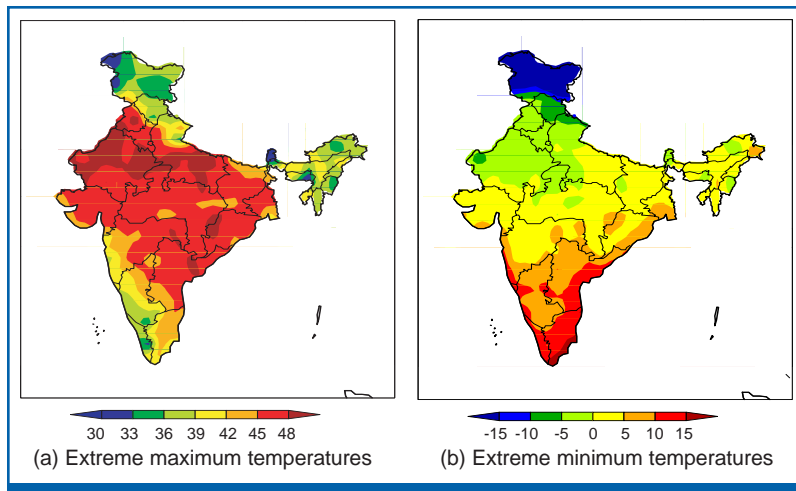 30 33 36 39 42 45 48
(a) Extreme maximum temperatures
-15 -10 -5 0 5 10 15
(b) Extreme minimum temperatures